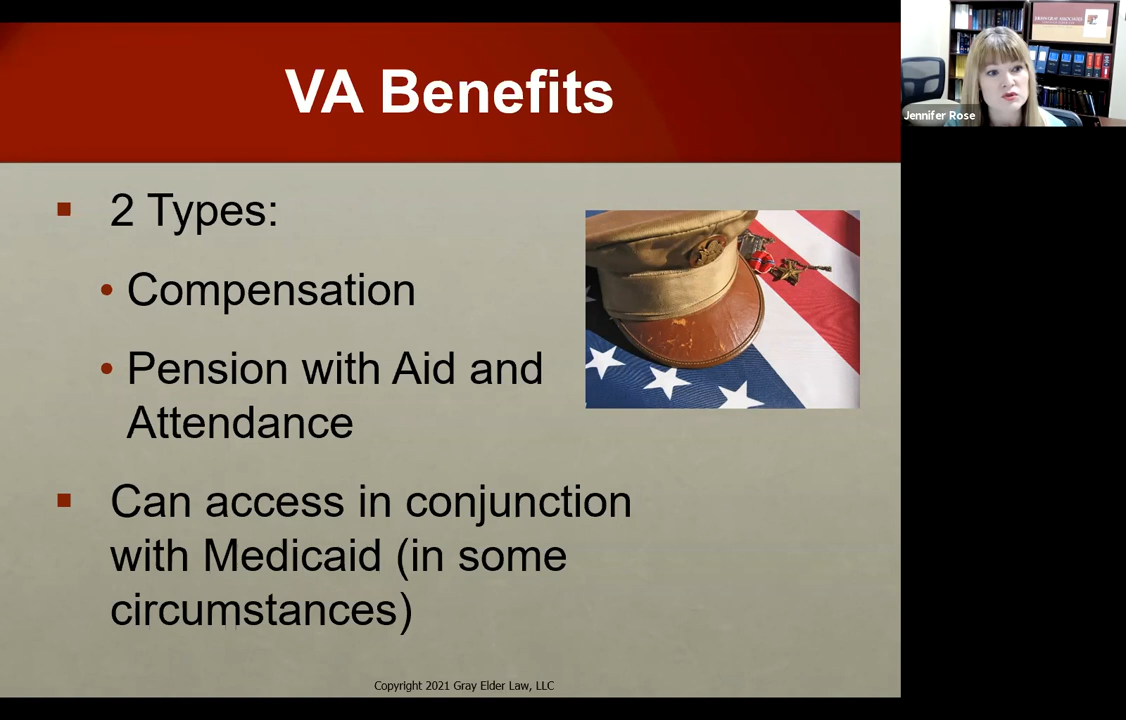 VA Benefits
2 Types:
Compensation
Pension with Aid and
Attendance
Can access in conjunction
with Medicaid (in some
circumstances)
Copyright 2021 Gray Elder Law, LLC
Jennifer Rose